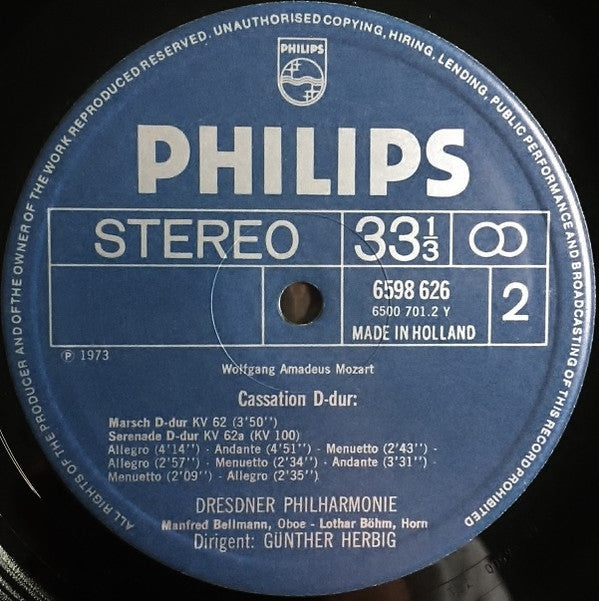 ALL RIGHTS OF THE PRODUCER AND OF THE OWNER OF THE WORK REPRODUCED RESERVED. UNAUTHORISED COPYING, HIRING, LENDING, PUBLIC PERFORMANCE AND BROADCASTING OF THIS RECORD PROHIBITED
PHILIPS
PHILIPS
STEREO 33 1/3
6598 626 2
6500 701.2 Y
MADE IN HOLLAND
℗ 1973
Wolfgang Amadeus Mozart
Cassation D-dur:
Marsch D-dur KV 62 (3'50'')
Serenade D-dur KV 62a (KV 100)
Allegro (4'14'') - Andante (4'51'') - Menuetto (2'43'') -
Allegro (2'57'') - Menuetto (2'34'') - Andante (3'31'') -
Menuetto (2'09'') - Allegro (2'35'')
DRESDNER PHILHARMONIE
Manfred Bellmann, Oboe - Lothar Böhm, Horn
Dirigent: GÜNTHER HERBIG